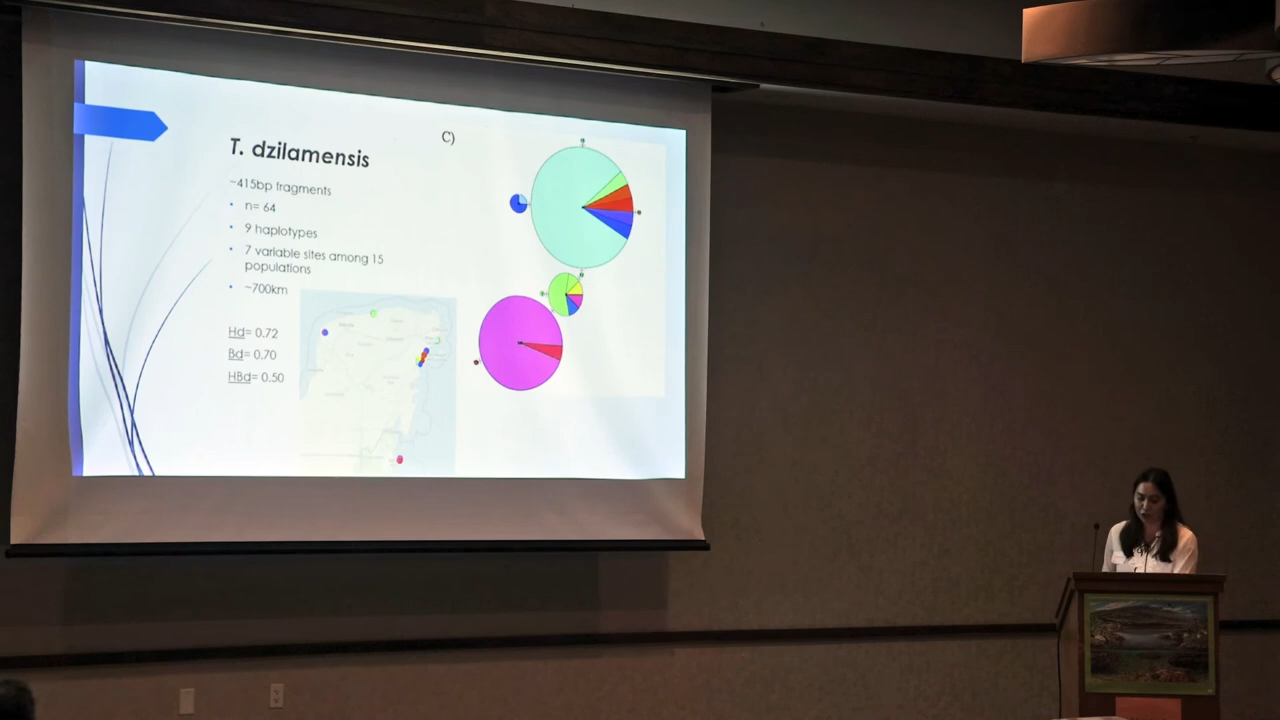 C)
T. dzilamensis
~415bp fragments
• n= 64
• 9 haplotypes
• 7 variable sites among 15
populations
• ~700km
Hd= 0.72
Bd= 0.70
HBd= 0.50